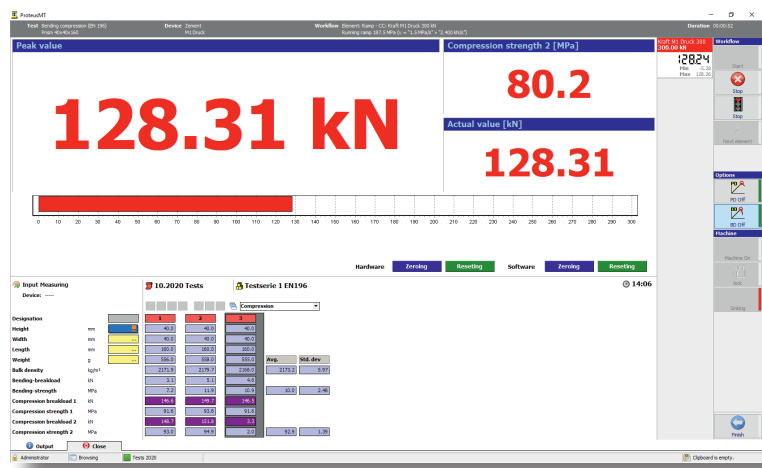 ProteusMT
Test Bending compression (EN 196) Device Zement Workflow Element: Ramp - CC: Kraft M1 Druck 300 kN Duration 00:00:52
Prism 40x40x160 M1 Druck Running ramp 187.5 MPa (v = "1.5 MPa/s" = "2.400 kN/s")
Peak value
128.31 kN
Compression strength 2 [MPa]
80.2
Actual value [kN]
128.31
Kraft M1 Druck 300
300.00 kN
128.24
Min -5.38
Max 128.26
Workflow
Start
Stop
Stop
Next element
Options
PD Off
BD Off
Machine
Machine On
Jock
Sinking
Finish
0 10 20 30 40 50 60 70 80 90 100 110 120 130 140 150 160 170 180 190 200 210 220 230 240 250 260 270 280 290 300
Hardware Zeroing Reseting Software Zeroing Reseting
Input Measuring 10.2020 Tests Testserie 1 EN196 14:06
Device: -----
Compression
Designation 1 2 3
Height mm 40.0 40.0 40.0
Width mm ... 40.0 40.0 40.0
Length mm ... 160.0 160.0 160.0
Weight g ... 556.0 558.0 555.0 Avg. Std. dev
Bulk density kg/m³ 2171.9 2179.7 2168.0 2173.2 5.97
Bending-breakload kN 3.1 5.1 4.6
Bending-strength MPa 7.2 11.9 10.9 10.0 2.48
Compression breakload 1 kN 146.6 149.7 146.5
Compression strength 1 MPa 91.6 93.6 91.6
Compression breakload 2 kN 148.7 151.8 3.3
Compression strength 2 MPa 93.0 94.9 2.0 92.9 1.39
Output Close
Administrator Browsing Tests 2020 Clipboard is empty.